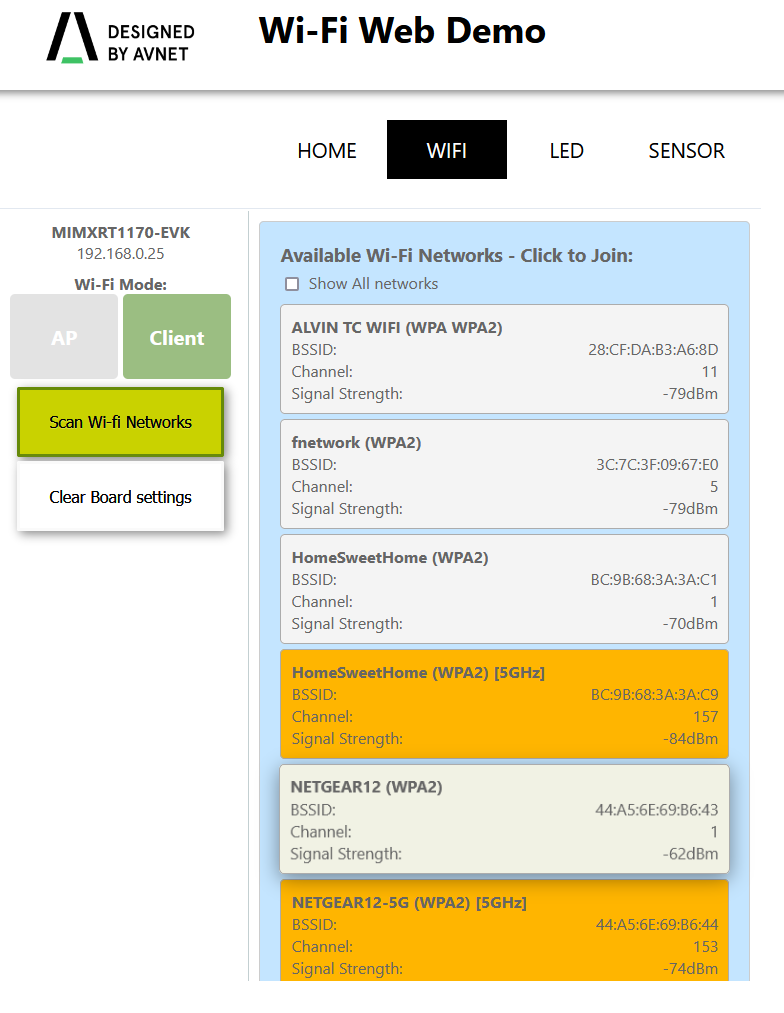 DESIGNED
BY AVNET
Wi-Fi Web Demo
HOME WIFI LED SENSOR
MIMXRT1170-EVK
192.168.0.25
Wi-Fi Mode:
AP Client
Scan Wi-fi Networks
Clear Board settings
Available Wi-Fi Networks - Click to Join:
Show All networks
ALVIN TC WIFI (WPA WPA2)
BSSID: 28:CF:DA:B3:A6:8D
Channel: 11
Signal Strength: -79dBm
fnetwork (WPA2)
BSSID: 3C:7C:3F:09:67:E0
Channel: 5
Signal Strength: -79dBm
HomeSweetHome (WPA2)
BSSID: BC:9B:68:3A:3A:C1
Channel: 1
Signal Strength: -70dBm
HomeSweetHome (WPA2) [5GHz]
BSSID: BC:9B:68:3A:3A:C9
Channel: 157
Signal Strength: -84dBm
NETGEAR12 (WPA2)
BSSID: 44:A5:6E:69:B6:43
Channel: 1
Signal Strength: -62dBm
NETGEAR12-5G (WPA2) [5GHz]
BSSID: 44:A5:6E:69:B6:44
Channel: 153
Signal Strength: -74dBm